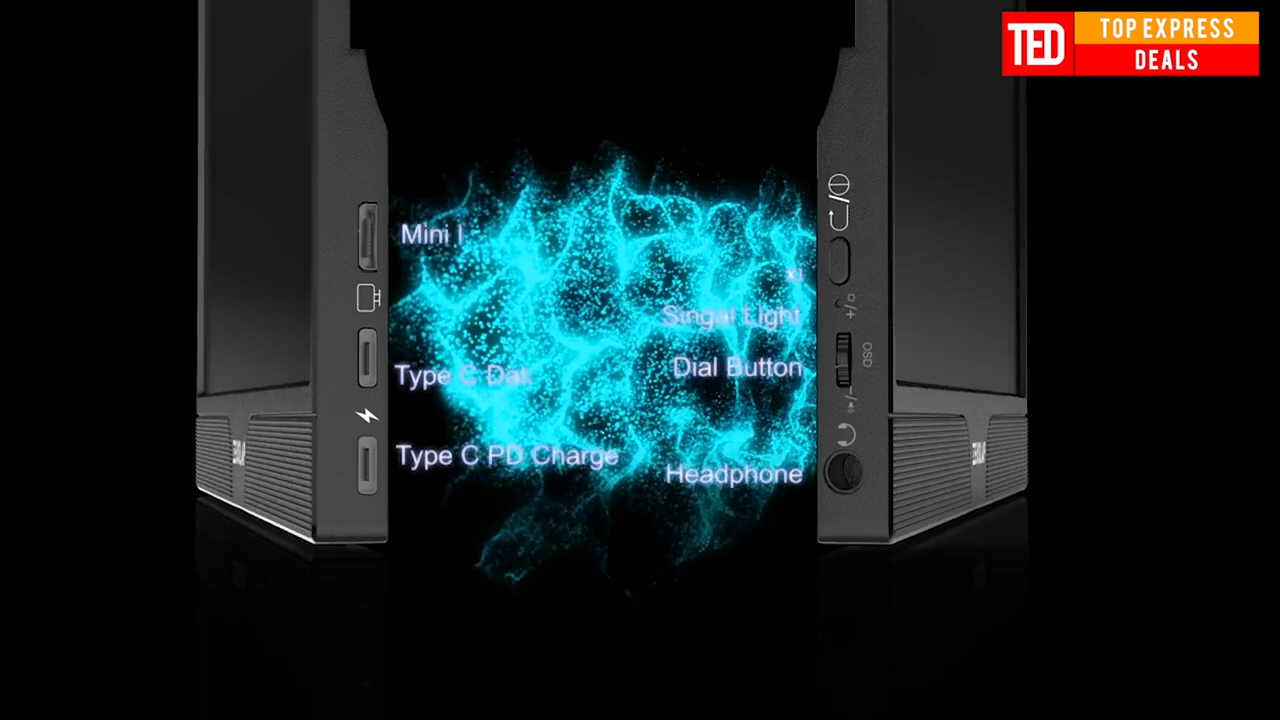 TED
TOP EXPRESS
DEALS
Mini
Type C Dat
Type C PD Charge
Singal Light
Dial Button
Headphone
OSD